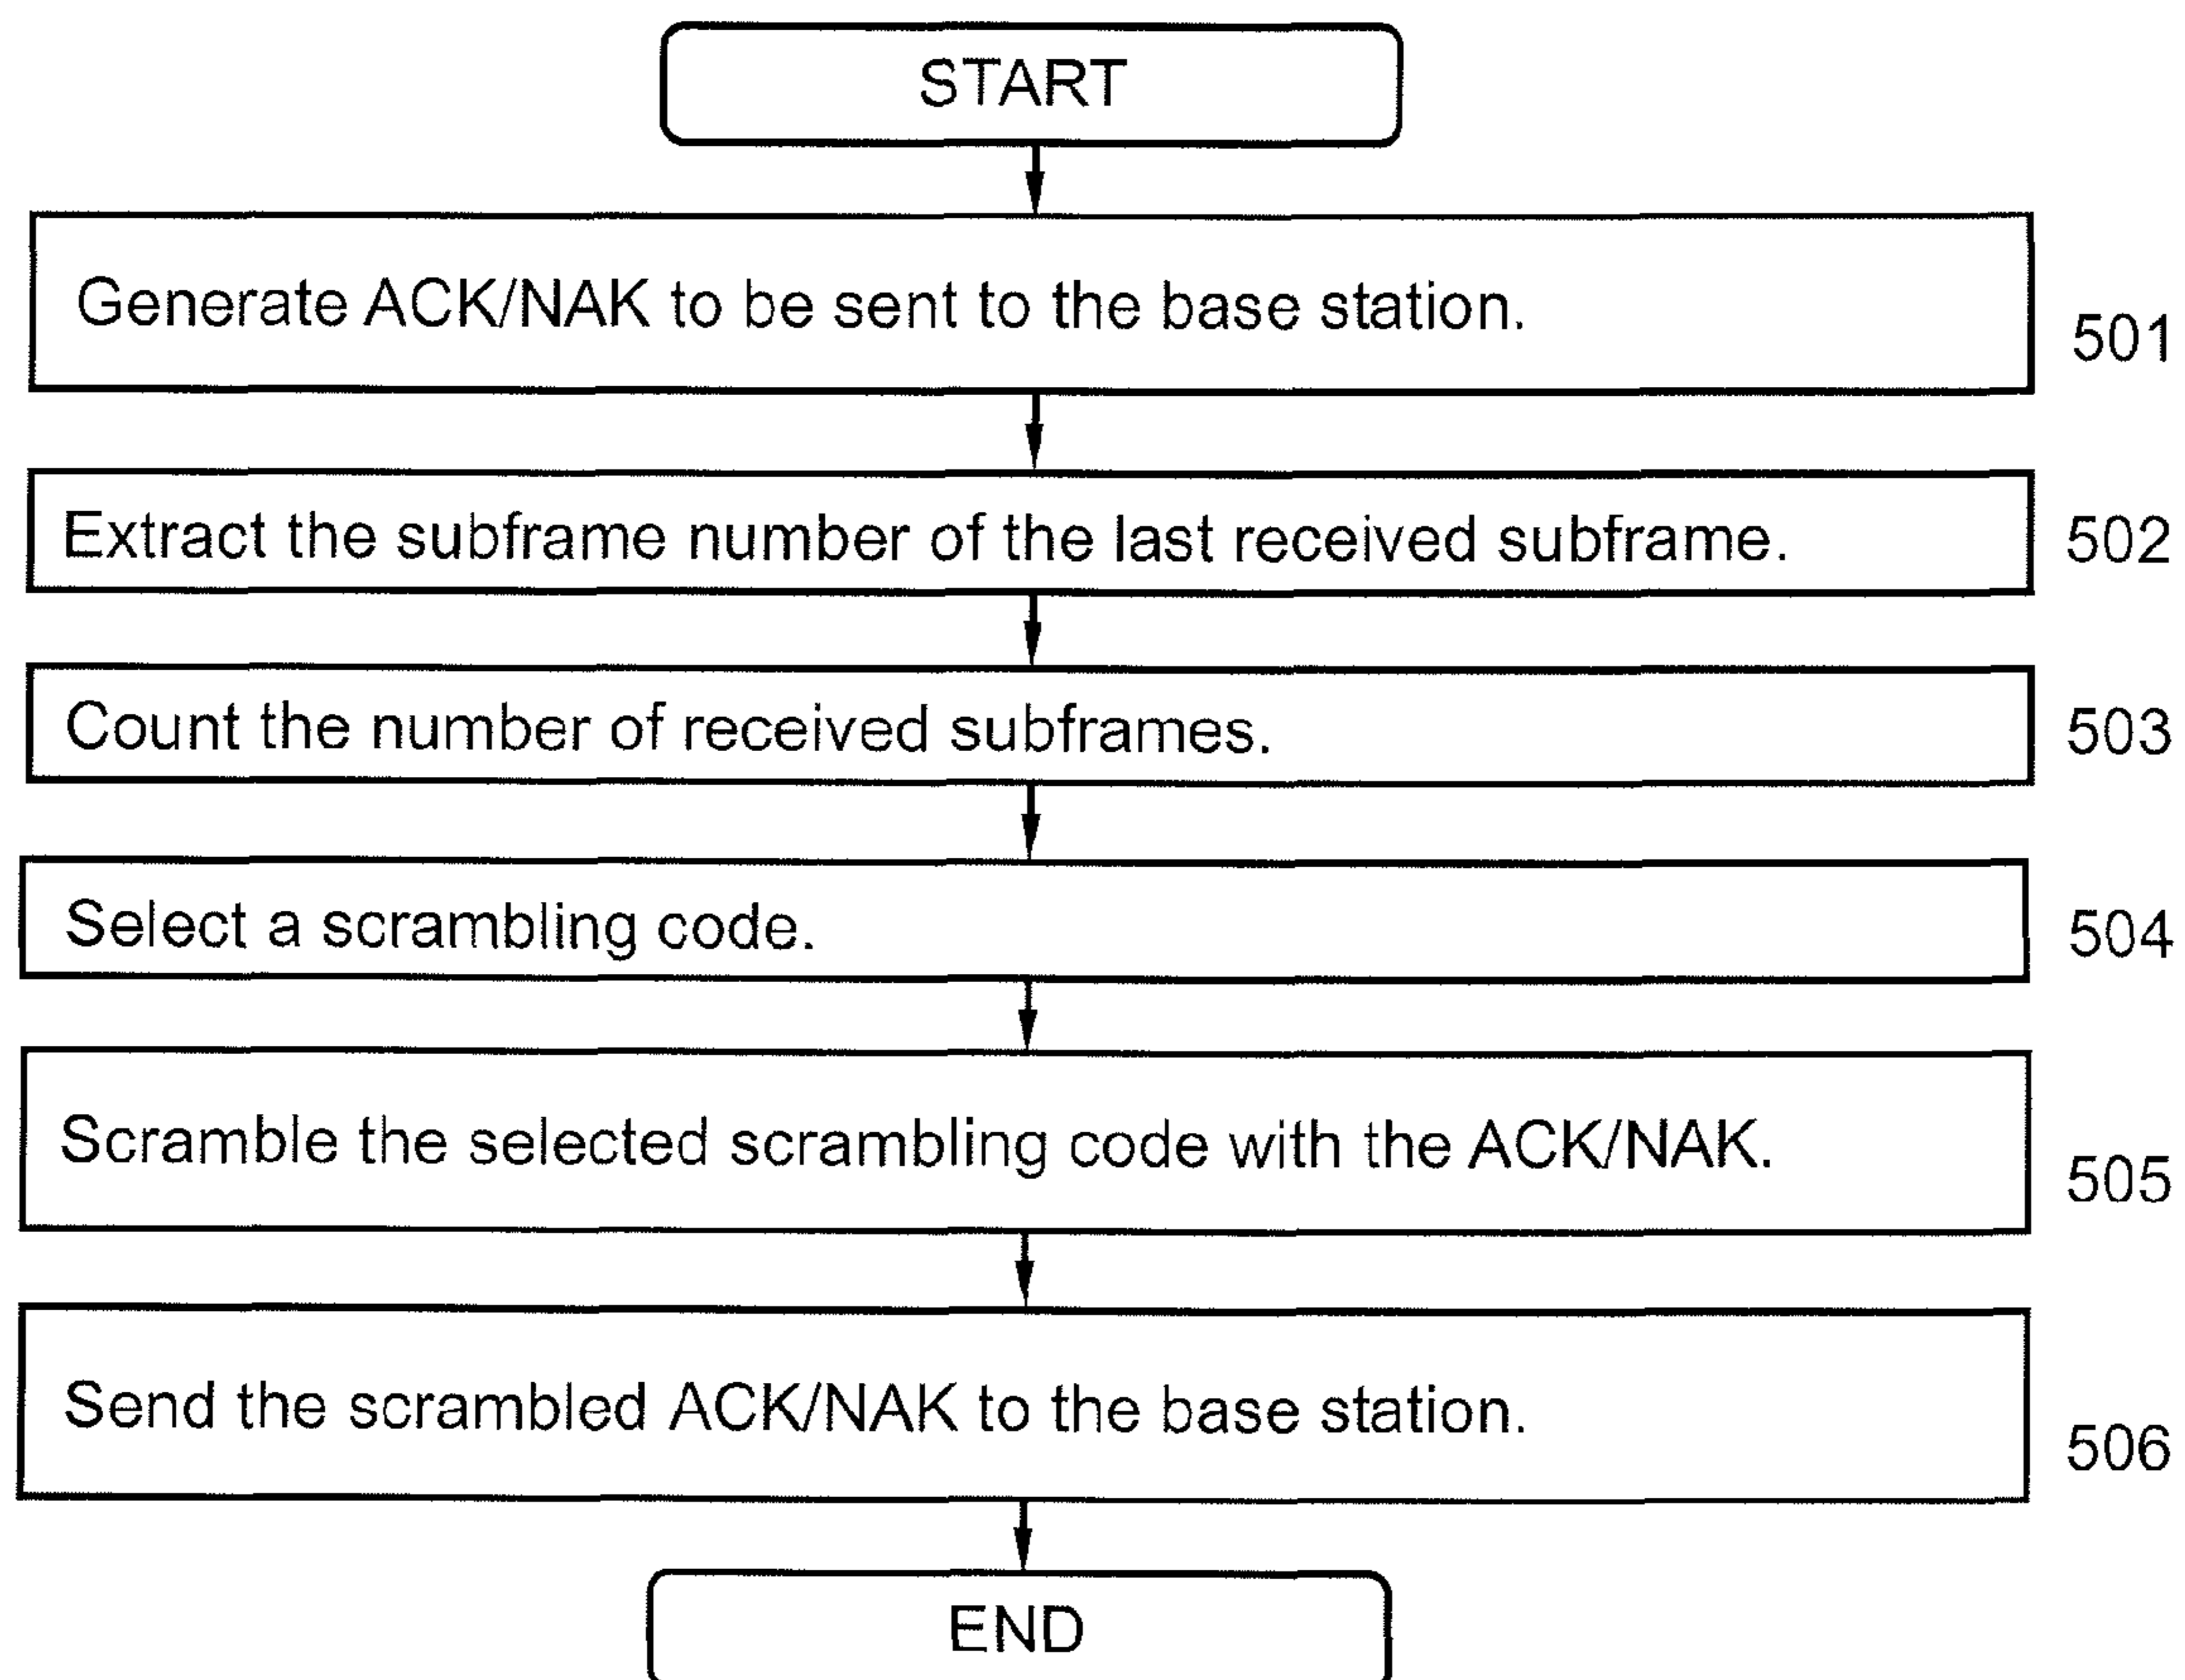 START
Generate ACK/NAK to be sent to the base station.
501
Extract the subframe number of the last received subframe.
502
Count the number of received subframes.
503
Select a scrambling code.
504
Scramble the selected scrambling code with the ACK/NAK.
505
Send the scrambled ACK/NAK to the base station.
506
END